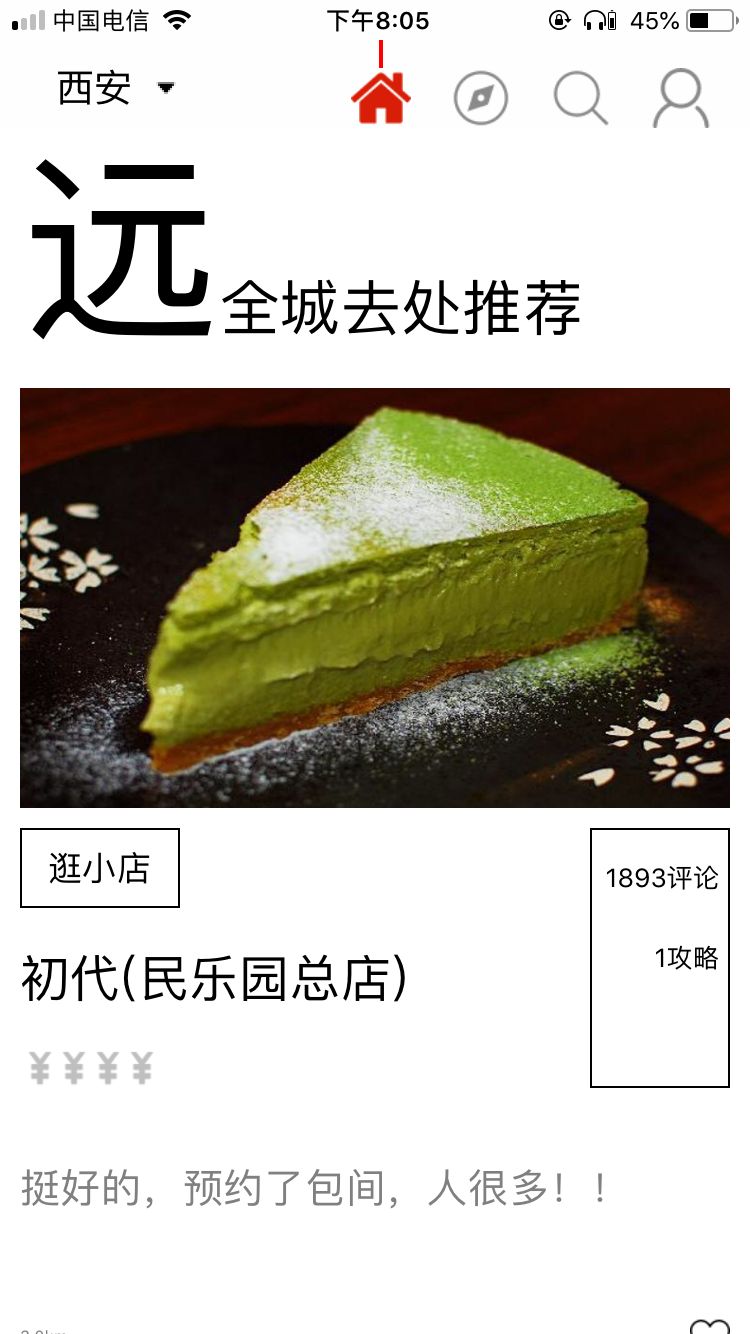 中国电信 下午8:05 45%
西安
远 全城去处推荐
逛小店
1893评论
1攻略
初代(民乐园总店)
¥¥¥¥
挺好的，预约了包间，人很多！！